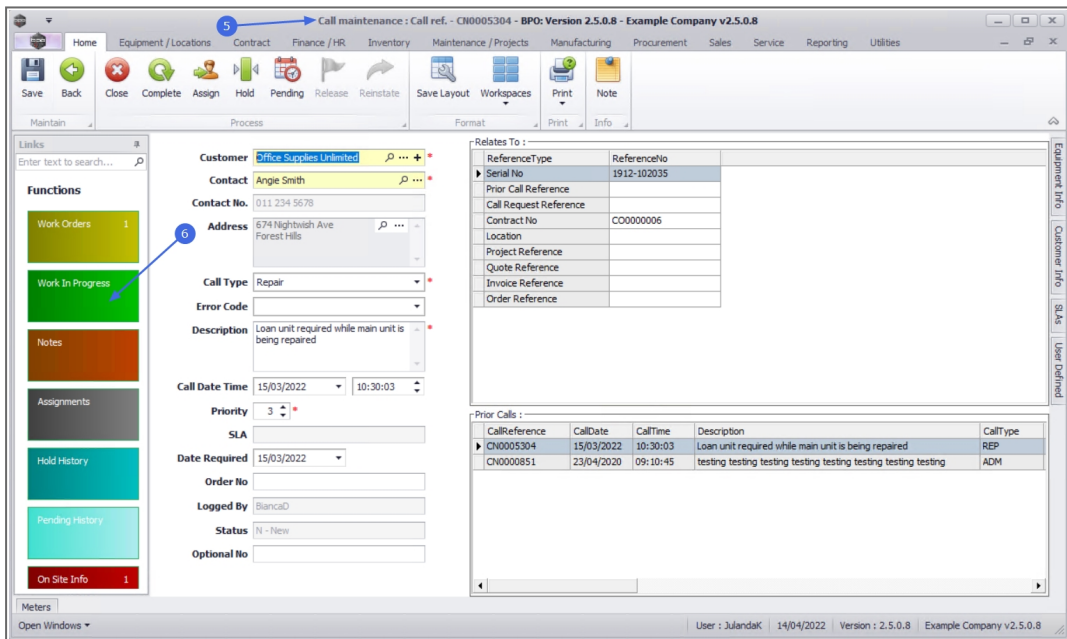 5
Call maintenance : Call ref. - CN0005304 - BPO: Version 2.5.0.8 - Example Company v2.5.0.8
Home Equipment / Locations Contract Finance / HR Inventory Maintenance / Projects Manufacturing Procurement Sales Service Reporting Utilities
Save Back Close Complete Assign Hold Pending Release Reinstate Save Layout Workspaces Print Note
Maintain Process Format Print Info
Links
Enter text to search...
Functions
Work Orders 1
6
Work In Progress
Notes
Assignments
Hold History
Pending History
On Site Info 1
Customer Office Supplies Unlimited *
Contact Angie Smith *
Contact No. 011 234 5678
Address 674 Nightwish Ave
Forest Hills
Call Type Repair *
Error Code
Description Loan unit required while main unit is *
being repaired
Call Date Time 15/03/2022 10:30:03
Priority 3 *
SLA
Date Required 15/03/2022
Order No
Logged By BiancaD
Status N - New
Optional No
Relates To :
ReferenceType ReferenceNo
Serial No 1912-102035
Prior Call Reference
Call Request Reference
Contract No CO0000006
Location
Project Reference
Quote Reference
Invoice Reference
Order Reference
Prior Calls :
CallReference CallDate CallTime Description CallType
CN0005304 15/03/2022 10:30:03 Loan unit required while main unit is being repaired REP
CN0000851 23/04/2020 09:10:45 testing testing testing testing testing testing testing testing ADM
Equipment Info
Customer Info
SLAs
User Defined
Meters
Open Windows User : JulandaK 14/04/2022 Version : 2.5.0.8 Example Company v2.5.0.8